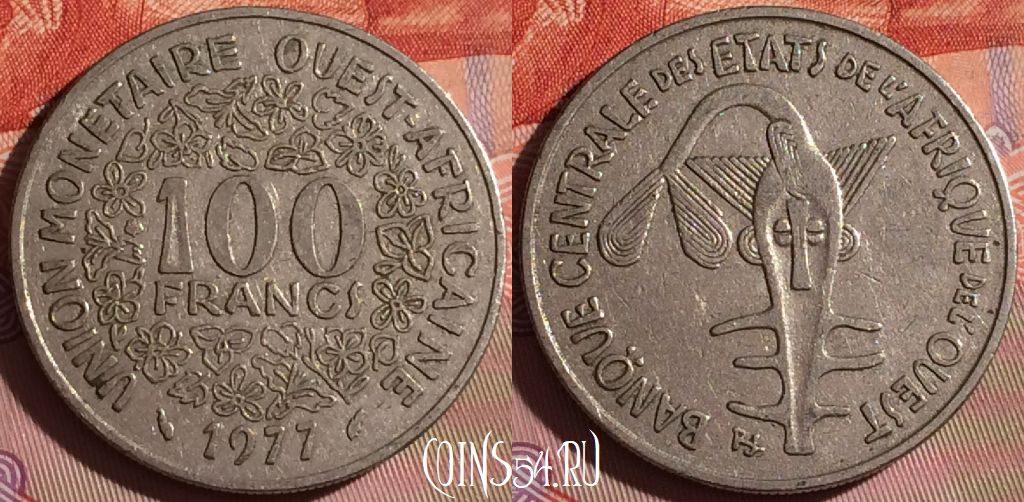 UNION MONETAIRE OUEST-AFRICAINE
100
FRANCS
1977
BANQUE CENTRALE DES ETATS DE L'AFRIQUE DE L'OUEST
COINS54.RU